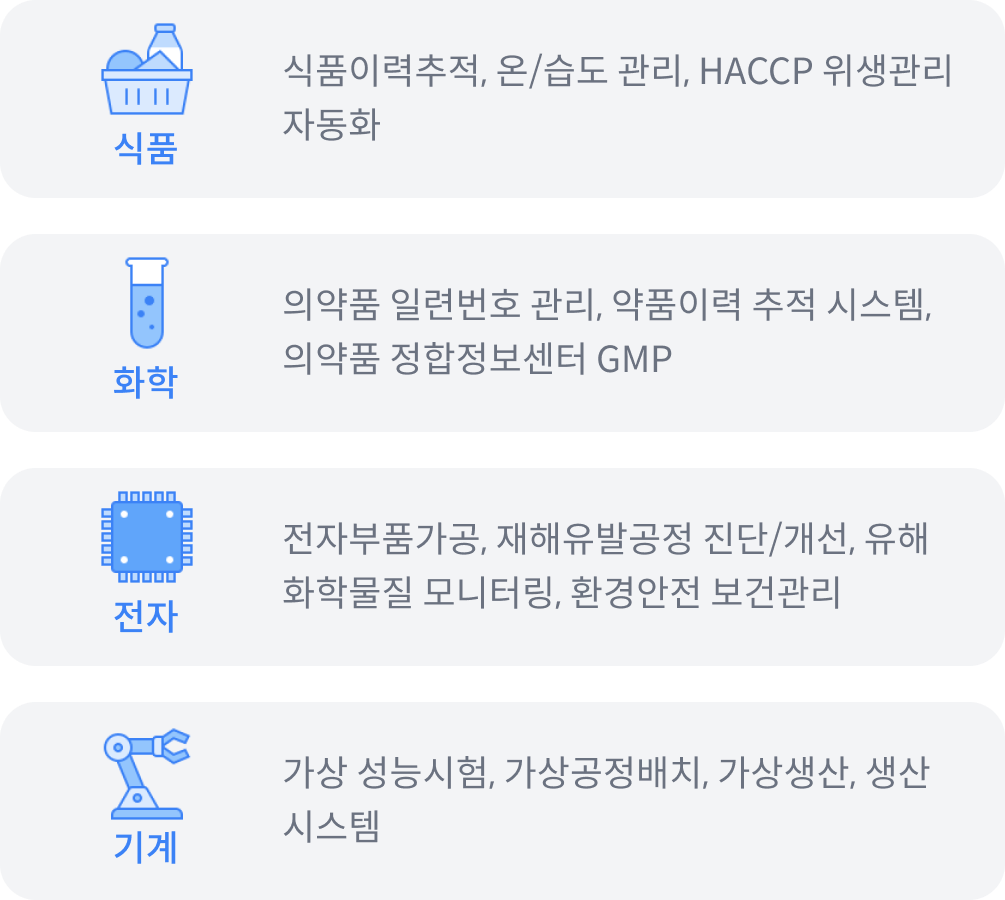 식품
식품이력추적, 온/습도 관리, HACCP 위생관리
자동화
화학
의약품 일련번호 관리, 약품이력 추적 시스템,
의약품 정합정보센터 GMP
전자
전자부품가공, 재해유발공정 진단/개선, 유해
화학물질 모니터링, 환경안전 보건관리
기계
가상 성능시험, 가상공정배치, 가상생산, 생산
시스템